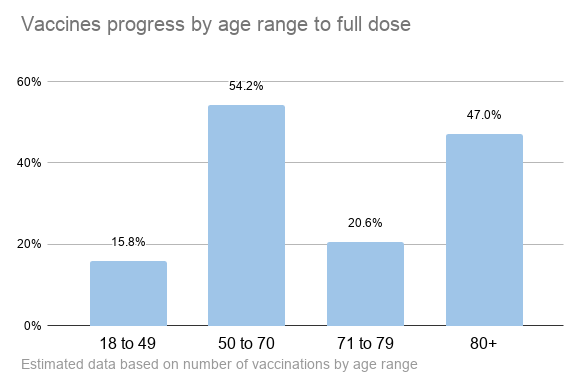 Vaccines progress by age range to full dose
60%
54.2%
47.0%
40%
20.6%
20%
15.8%
0%
18 to 49 50 to 70 71 to 79 80+
Estimated data based on number of vaccinations by age range